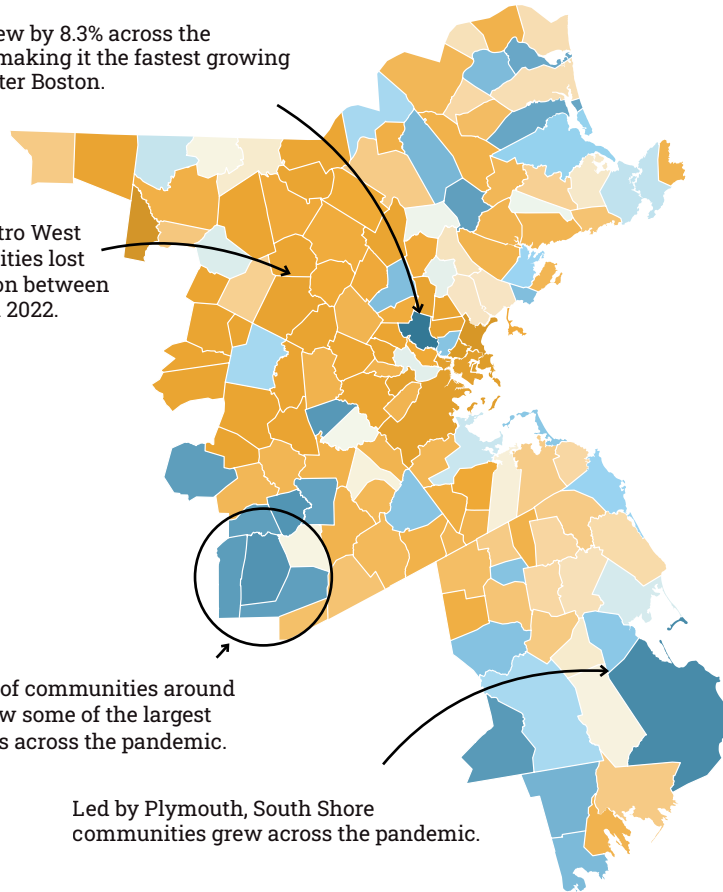 ew by 8.3% across the
making it the fastest growing
ter Boston.
tro West
ities lost
on between
2022.
of communities around
w some of the largest
s across the pandemic.
Led by Plymouth, South Shore
communities grew across the pandemic.